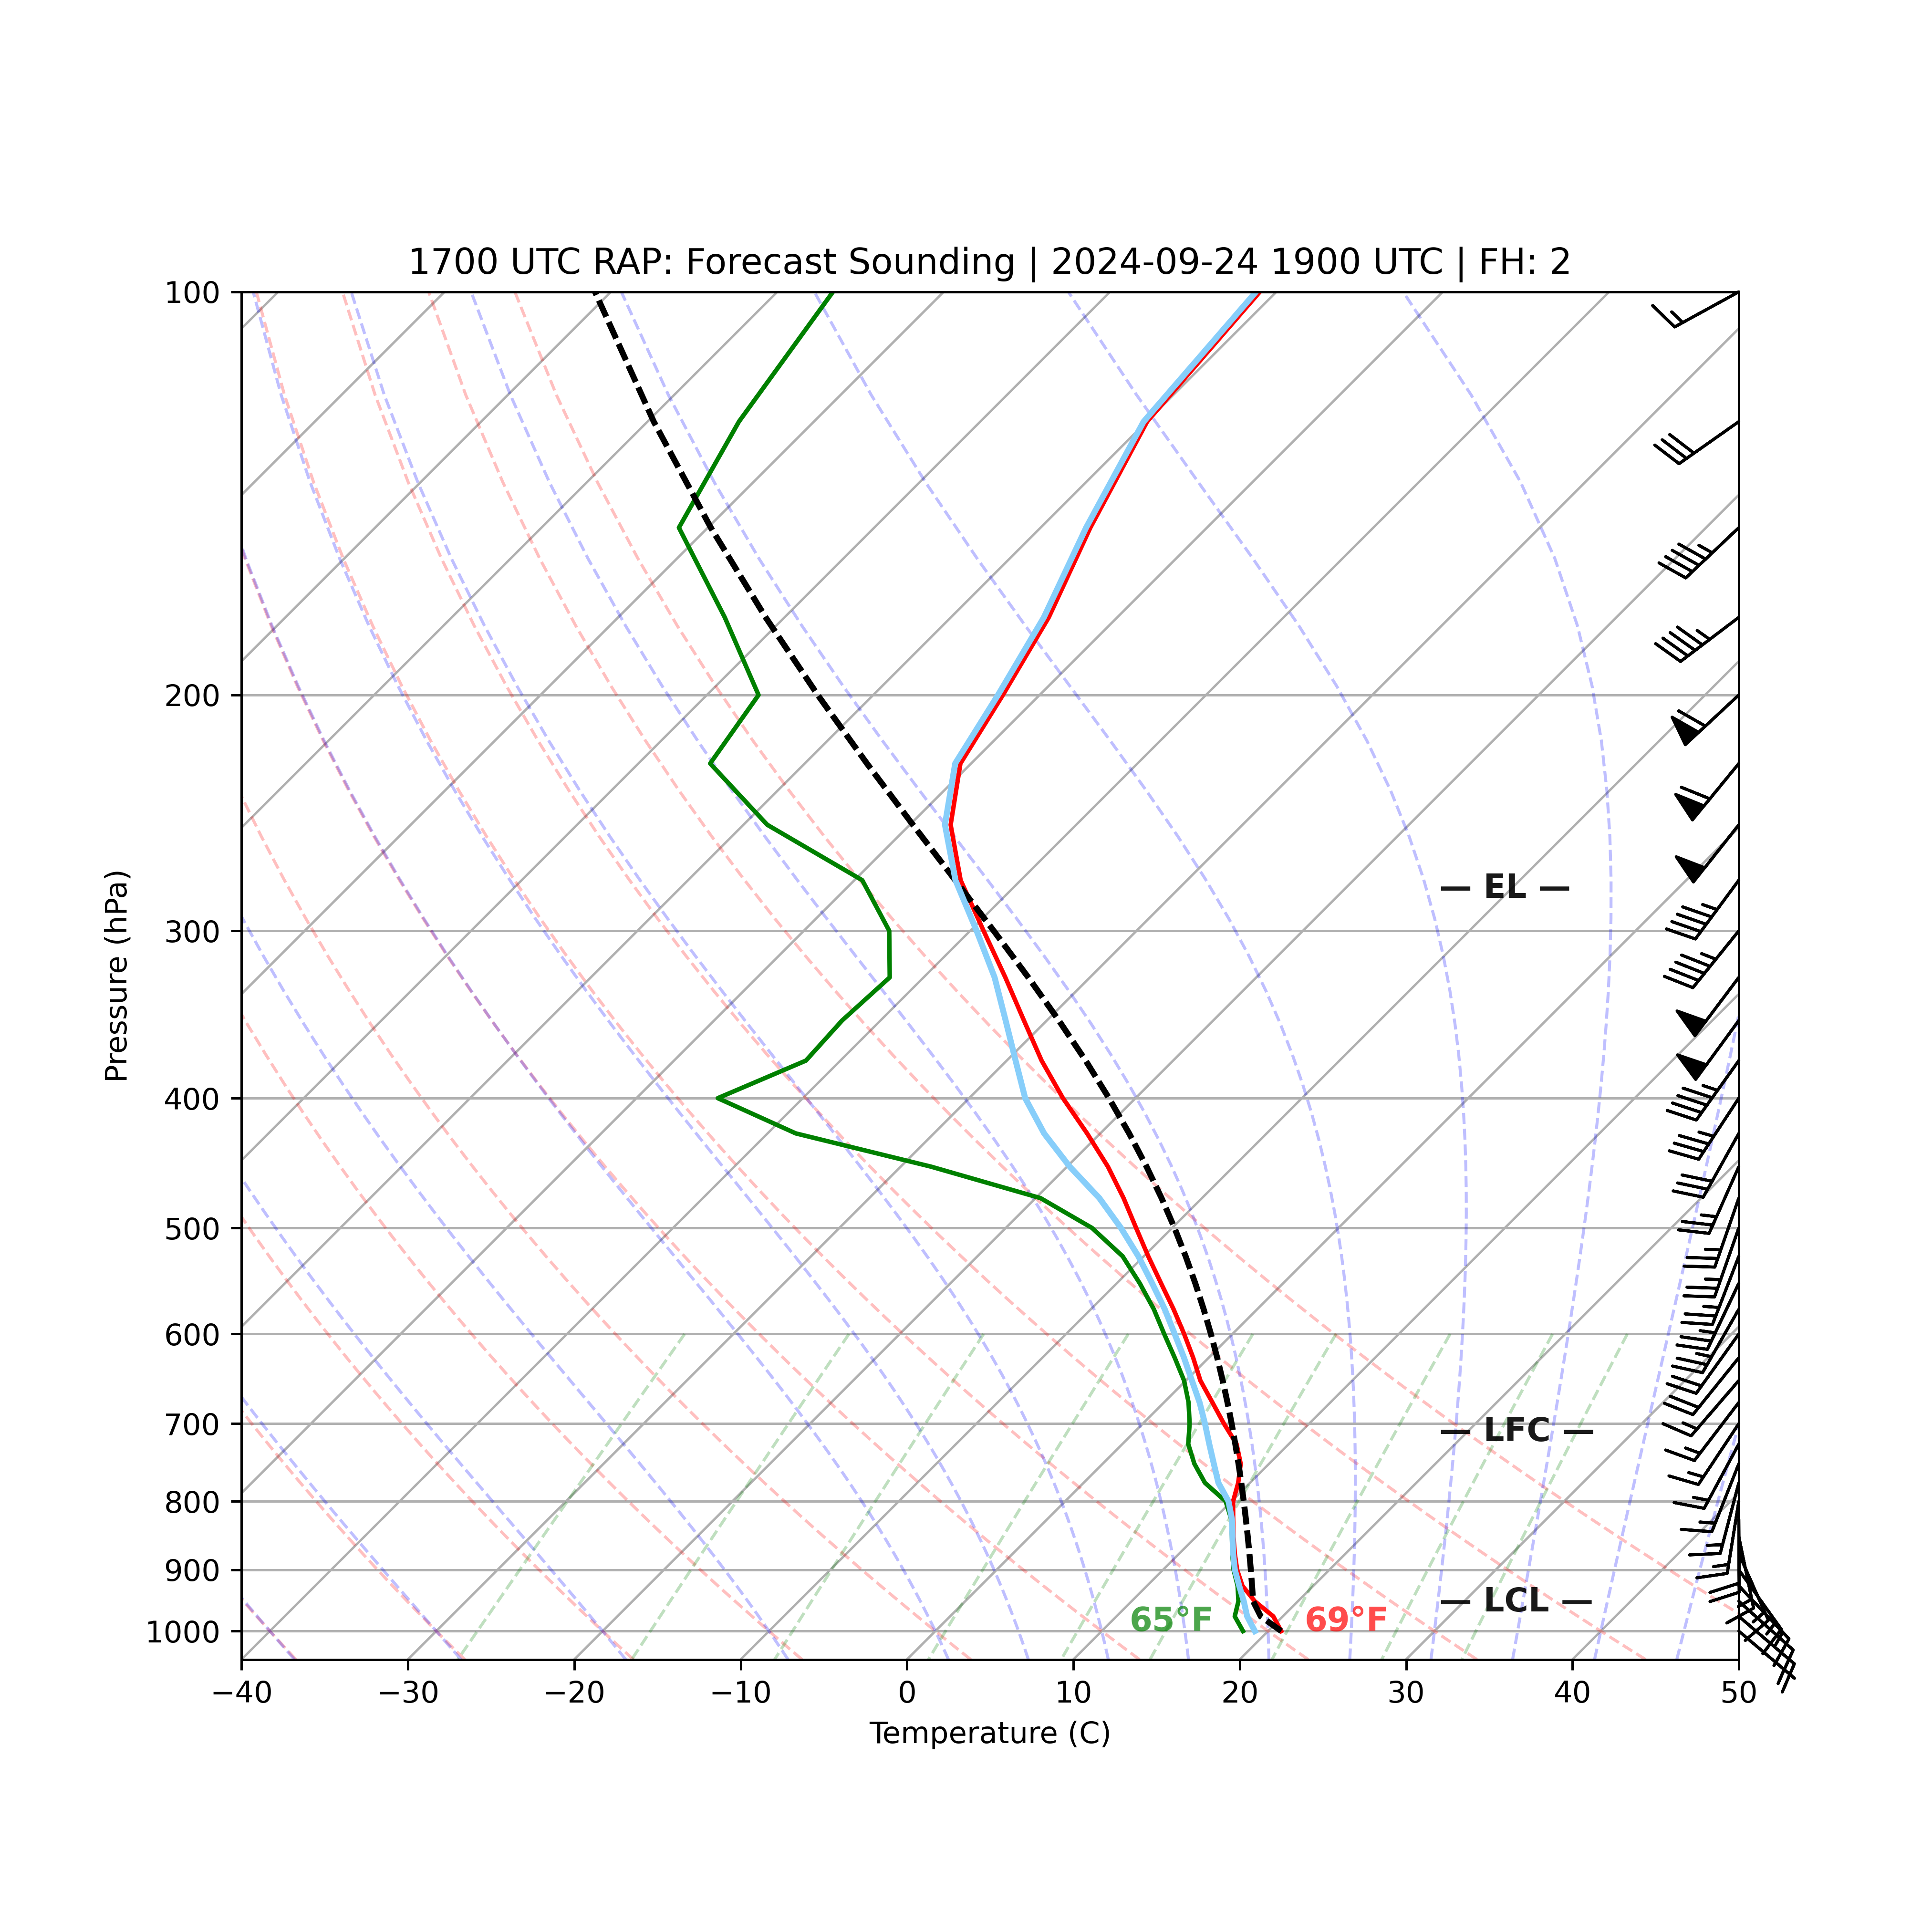 1700 UTC RAP: Forecast Sounding | 2024-09-24 1900 UTC | FH: 2
100
200
300
400
500
600
700
800
900
1000
Pressure (hPa)
— EL —
— LFC —
— LCL —
65°F
69°F
−40 −30 −20 −10 0 10 20 30 40 50
Temperature (C)